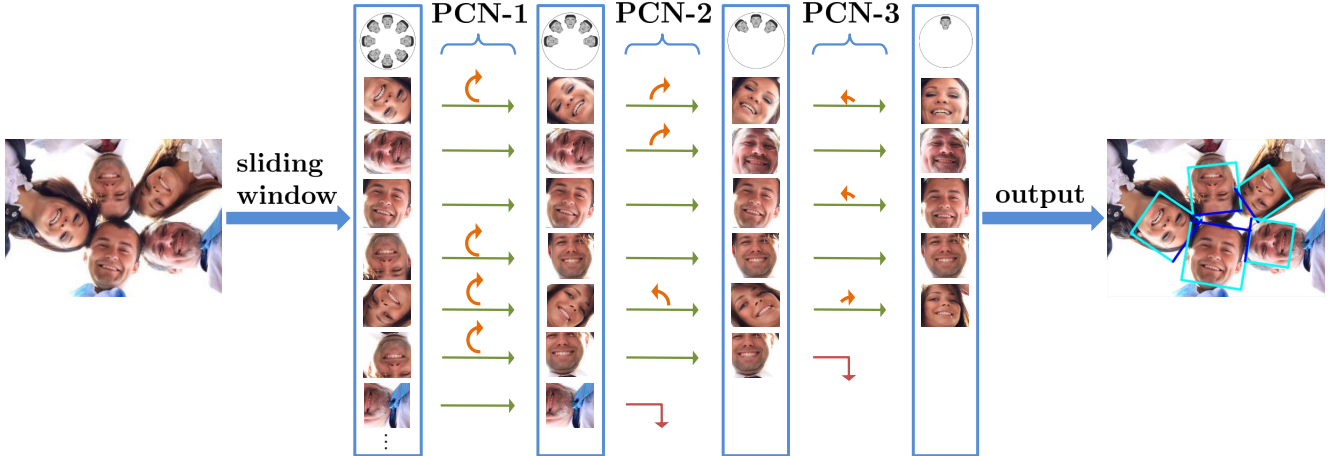 PCN-1
PCN-2
PCN-3
sliding
window
output